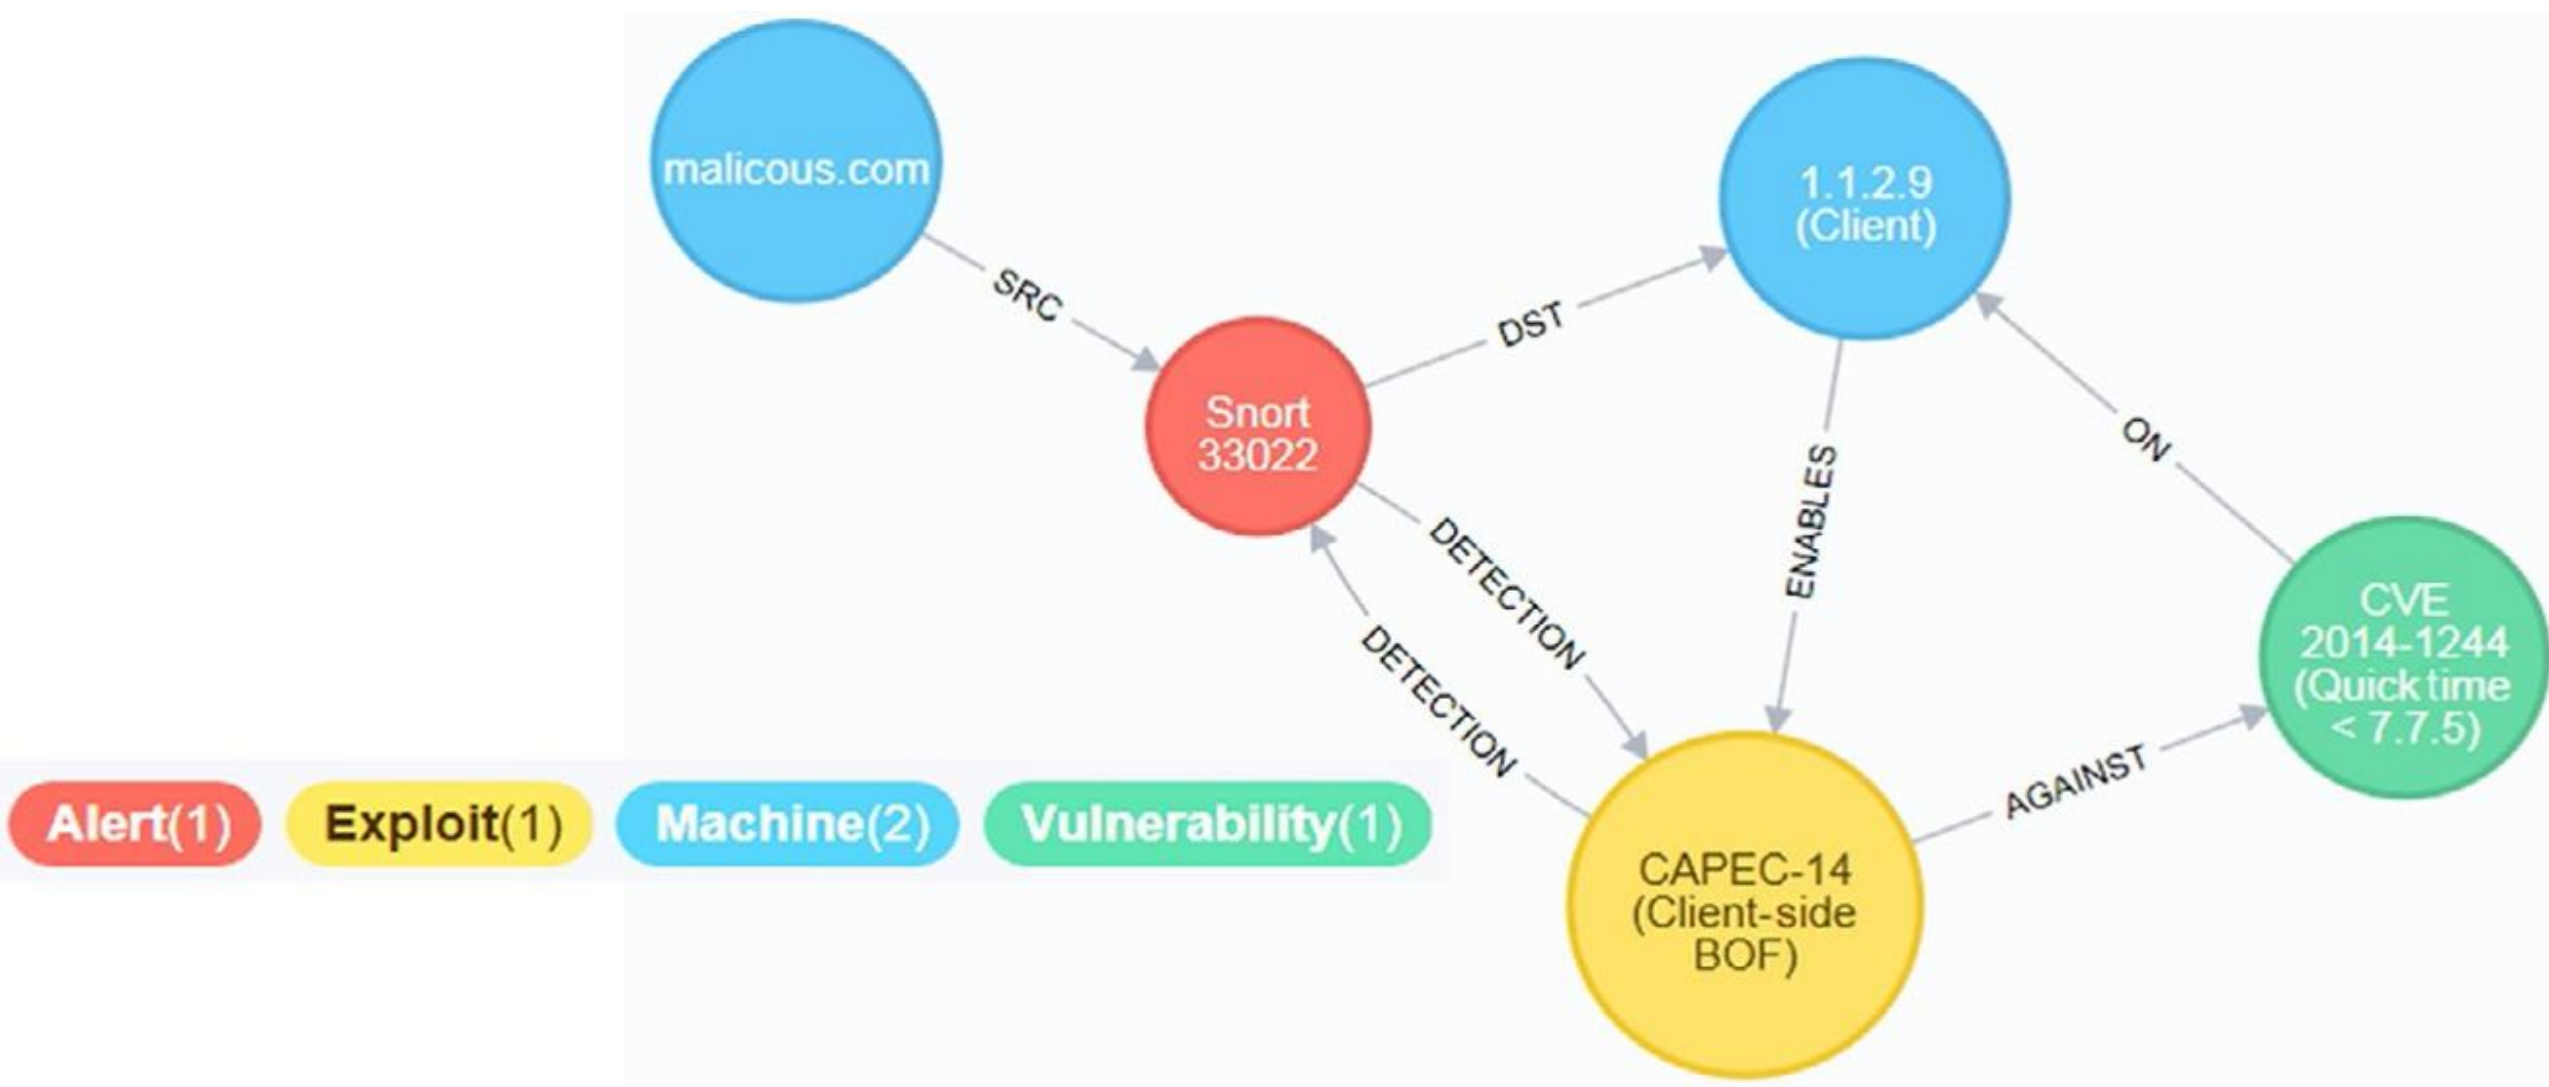 malicous.com
1.1.2.9
(Client)
SRC
DST
Snort
33022
ON
ENABLES
DETECTION
DETECTION
CVE
2014-1244
(Quick time
< 7.7.5)
AGAINST
Alert(1)
Exploit(1)
Machine(2)
Vulnerability(1)
CAPEC-14
(Client-side
BOF)